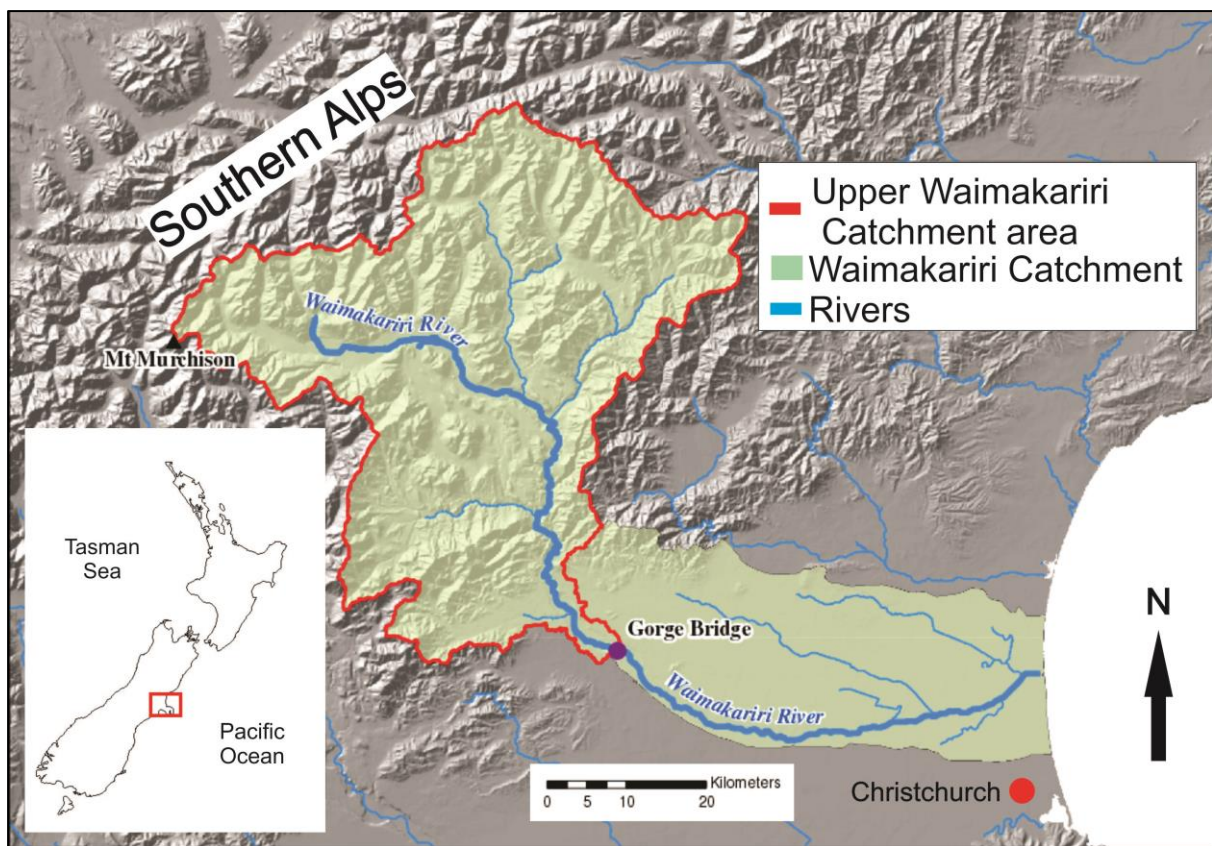 Southern Alps
Upper Waimakariri
Catchment area
Waimakariri Catchment
Rivers
Waimakariri River
Mt Murchison
Tasman
Sea
Pacific
Ocean
Gorge Bridge
Waimakariri River
N
Kilometers
0 5 10 20
Christchurch